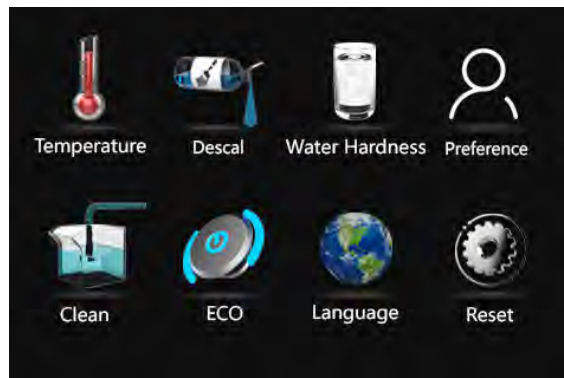 Temperature
Descal
Water Hardness
Preference
Clean
ECO
Language
Reset